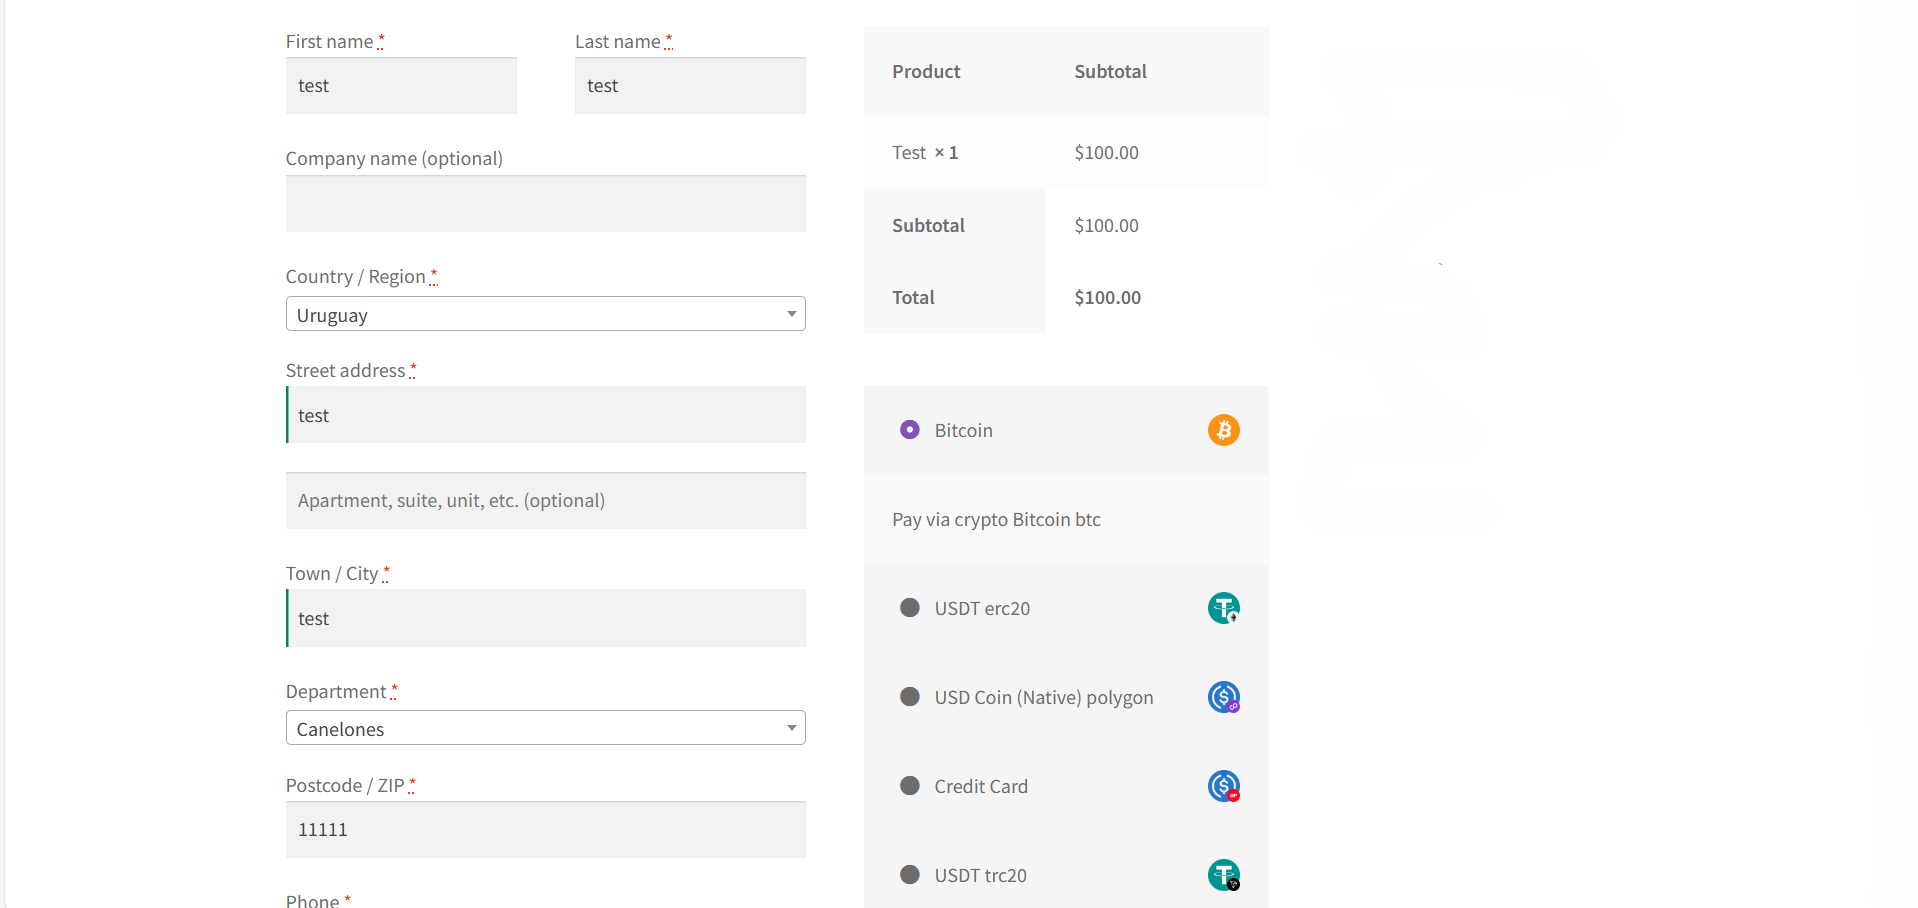 First name *
Last name *
test
test
Company name (optional)
Country / Region *
Uruguay
Street address *
test
Apartment, suite, unit, etc. (optional)
Town / City *
test
Department *
Canelones
Postcode / ZIP *
11111
Phone *
Product Subtotal
Test × 1 $100.00
Subtotal $100.00
Total $100.00
Bitcoin
Pay via crypto Bitcoin btc
USDT erc20
USD Coin (Native) polygon
Credit Card
USDT trc20